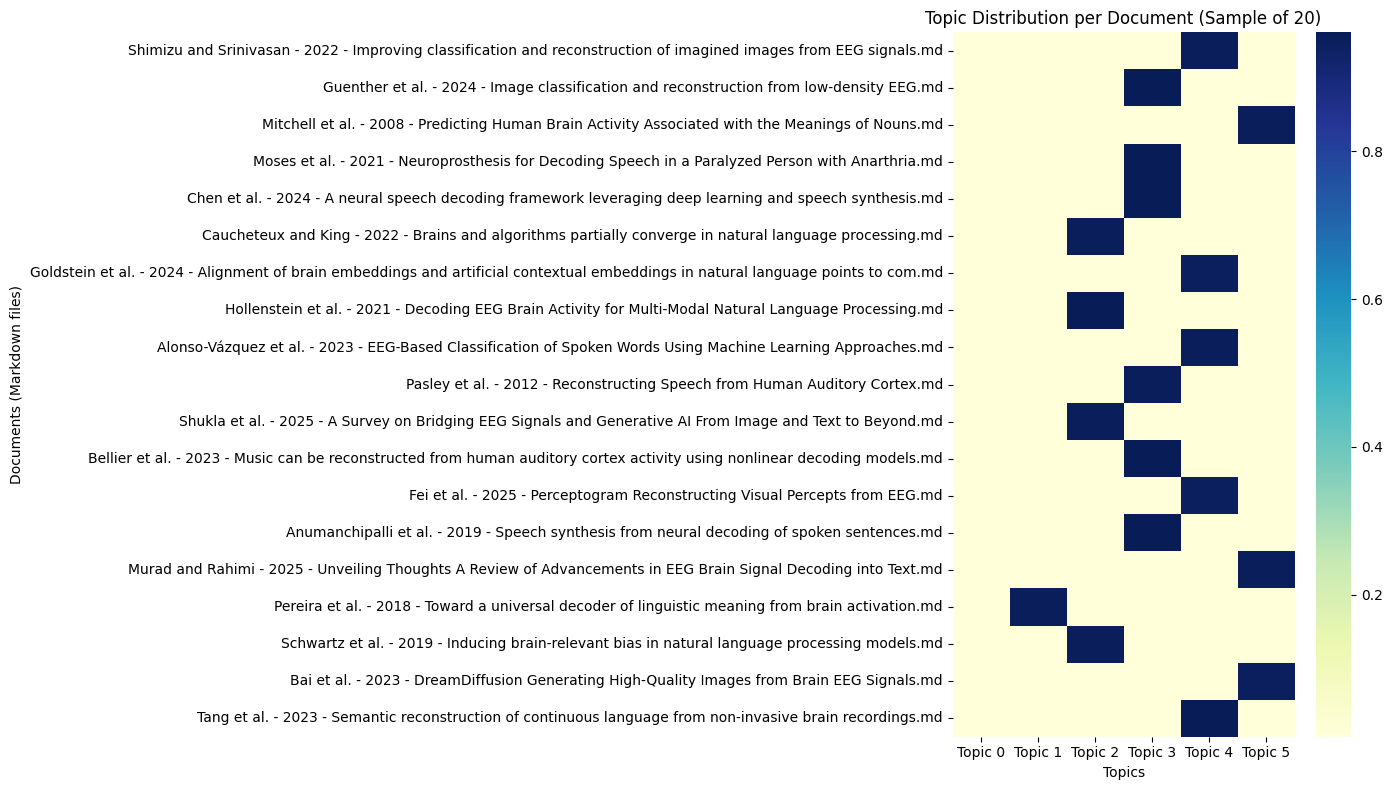 Topic Distribution per Document (Sample of 20)
Shimizu and Srinivasan - 2022 - Improving classification and reconstruction of imagined images from EEG signals.md
Guenther et al. - 2024 - Image classification and reconstruction from low-density EEG.md
Mitchell et al. - 2008 - Predicting Human Brain Activity Associated with the Meanings of Nouns.md
Moses et al. - 2021 - Neuroprosthesis for Decoding Speech in a Paralyzed Person with Anarthria.md
Chen et al. - 2024 - A neural speech decoding framework leveraging deep learning and speech synthesis.md
Caucheteux and King - 2022 - Brains and algorithms partially converge in natural language processing.md
Goldstein et al. - 2024 - Alignment of brain embeddings and artificial contextual embeddings in natural language points to com.md
Hollenstein et al. - 2021 - Decoding EEG Brain Activity for Multi-Modal Natural Language Processing.md
Alonso-Vázquez et al. - 2023 - EEG-Based Classification of Spoken Words Using Machine Learning Approaches.md
Pasley et al. - 2012 - Reconstructing Speech from Human Auditory Cortex.md
Shukla et al. - 2025 - A Survey on Bridging EEG Signals and Generative AI From Image and Text to Beyond.md
Bellier et al. - 2023 - Music can be reconstructed from human auditory cortex activity using nonlinear decoding models.md
Fei et al. - 2025 - Perceptogram Reconstructing Visual Percepts from EEG.md
Anumanchipalli et al. - 2019 - Speech synthesis from neural decoding of spoken sentences.md
Murad and Rahimi - 2025 - Unveiling Thoughts A Review of Advancements in EEG Brain Signal Decoding into Text.md
Pereira et al. - 2018 - Toward a universal decoder of linguistic meaning from brain activation.md
Schwartz et al. - 2019 - Inducing brain-relevant bias in natural language processing models.md
Bai et al. - 2023 - DreamDiffusion Generating High-Quality Images from Brain EEG Signals.md
Tang et al. - 2023 - Semantic reconstruction of continuous language from non-invasive brain recordings.md
Documents (Markdown files)
Topic 0 Topic 1 Topic 2 Topic 3 Topic 4 Topic 5
Topics
0.8
0.6
0.4
0.2